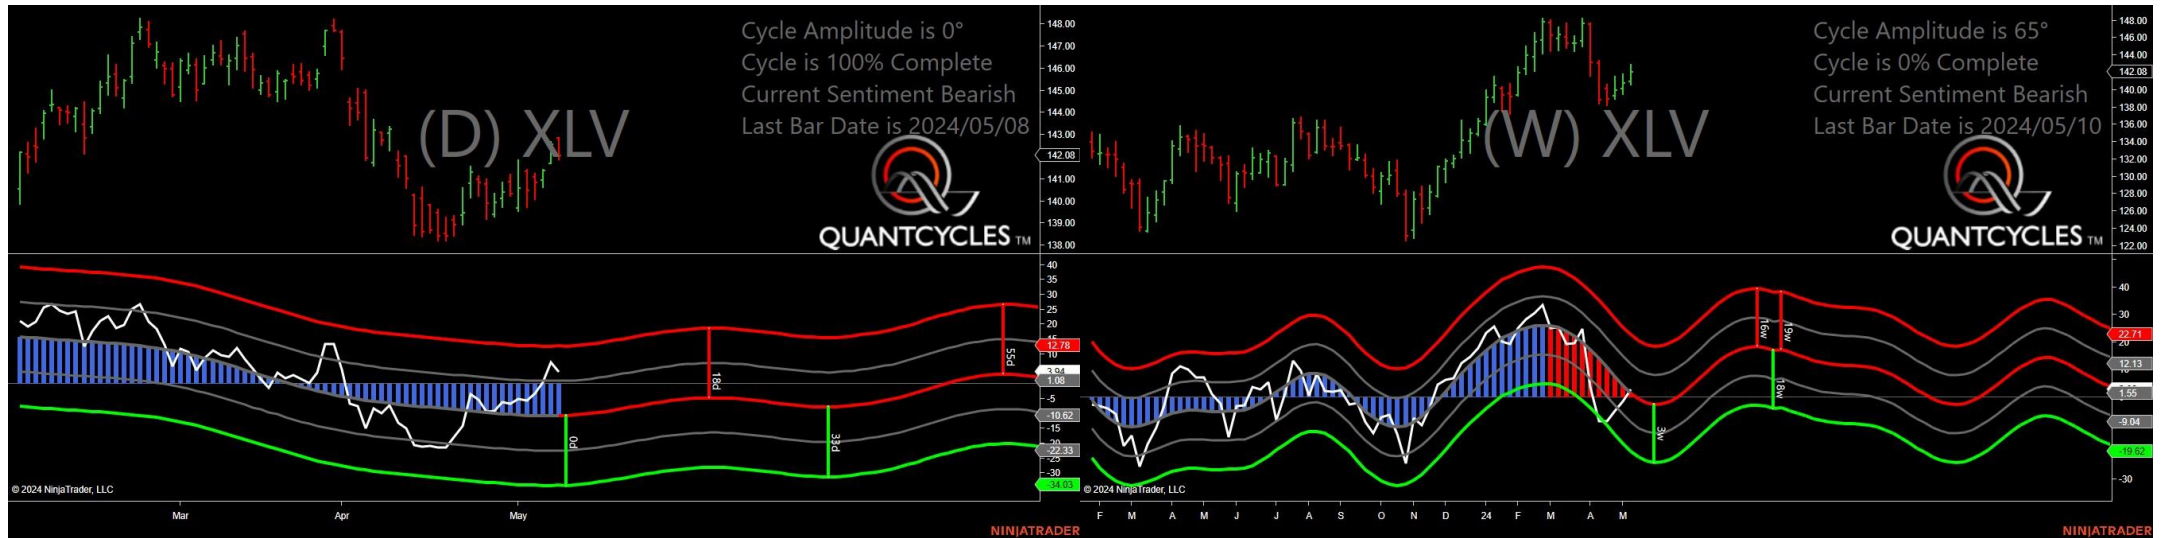 Cycle Amplitude is 0°
Cycle is 100% Complete
Current Sentiment Bearish
Last Bar Date is 2024/05/08
(D) XLV
QUANTCYCLES TM
148.00
147.00
146.00
145.00
144.00
143.00
142.08
141.00
140.00
139.00
138.00
40
35
30
25
20
12.78
10
3.94
1.08
-5
-10.62
-15
-22.33
-30
-34.03
0d
18d
33d
55d
© 2024 NinjaTrader, LLC
Mar
Apr
May
NINJATRADER
Cycle Amplitude is 65°
Cycle is 0% Complete
Current Sentiment Bearish
Last Bar Date is 2024/05/10
(W) XLV
QUANTCYCLES TM
148.00
146.00
144.00
142.08
140.00
138.00
136.00
134.00
132.00
130.00
128.00
126.00
124.00
122.00
40
30
22.71
20
12.13
1.55
-9.04
-19.62
-30
3w
16w
19w
18w
© 2024 NinjaTrader, LLC
F M A M J J A S O N D 24 F M A M
NINJATRADER